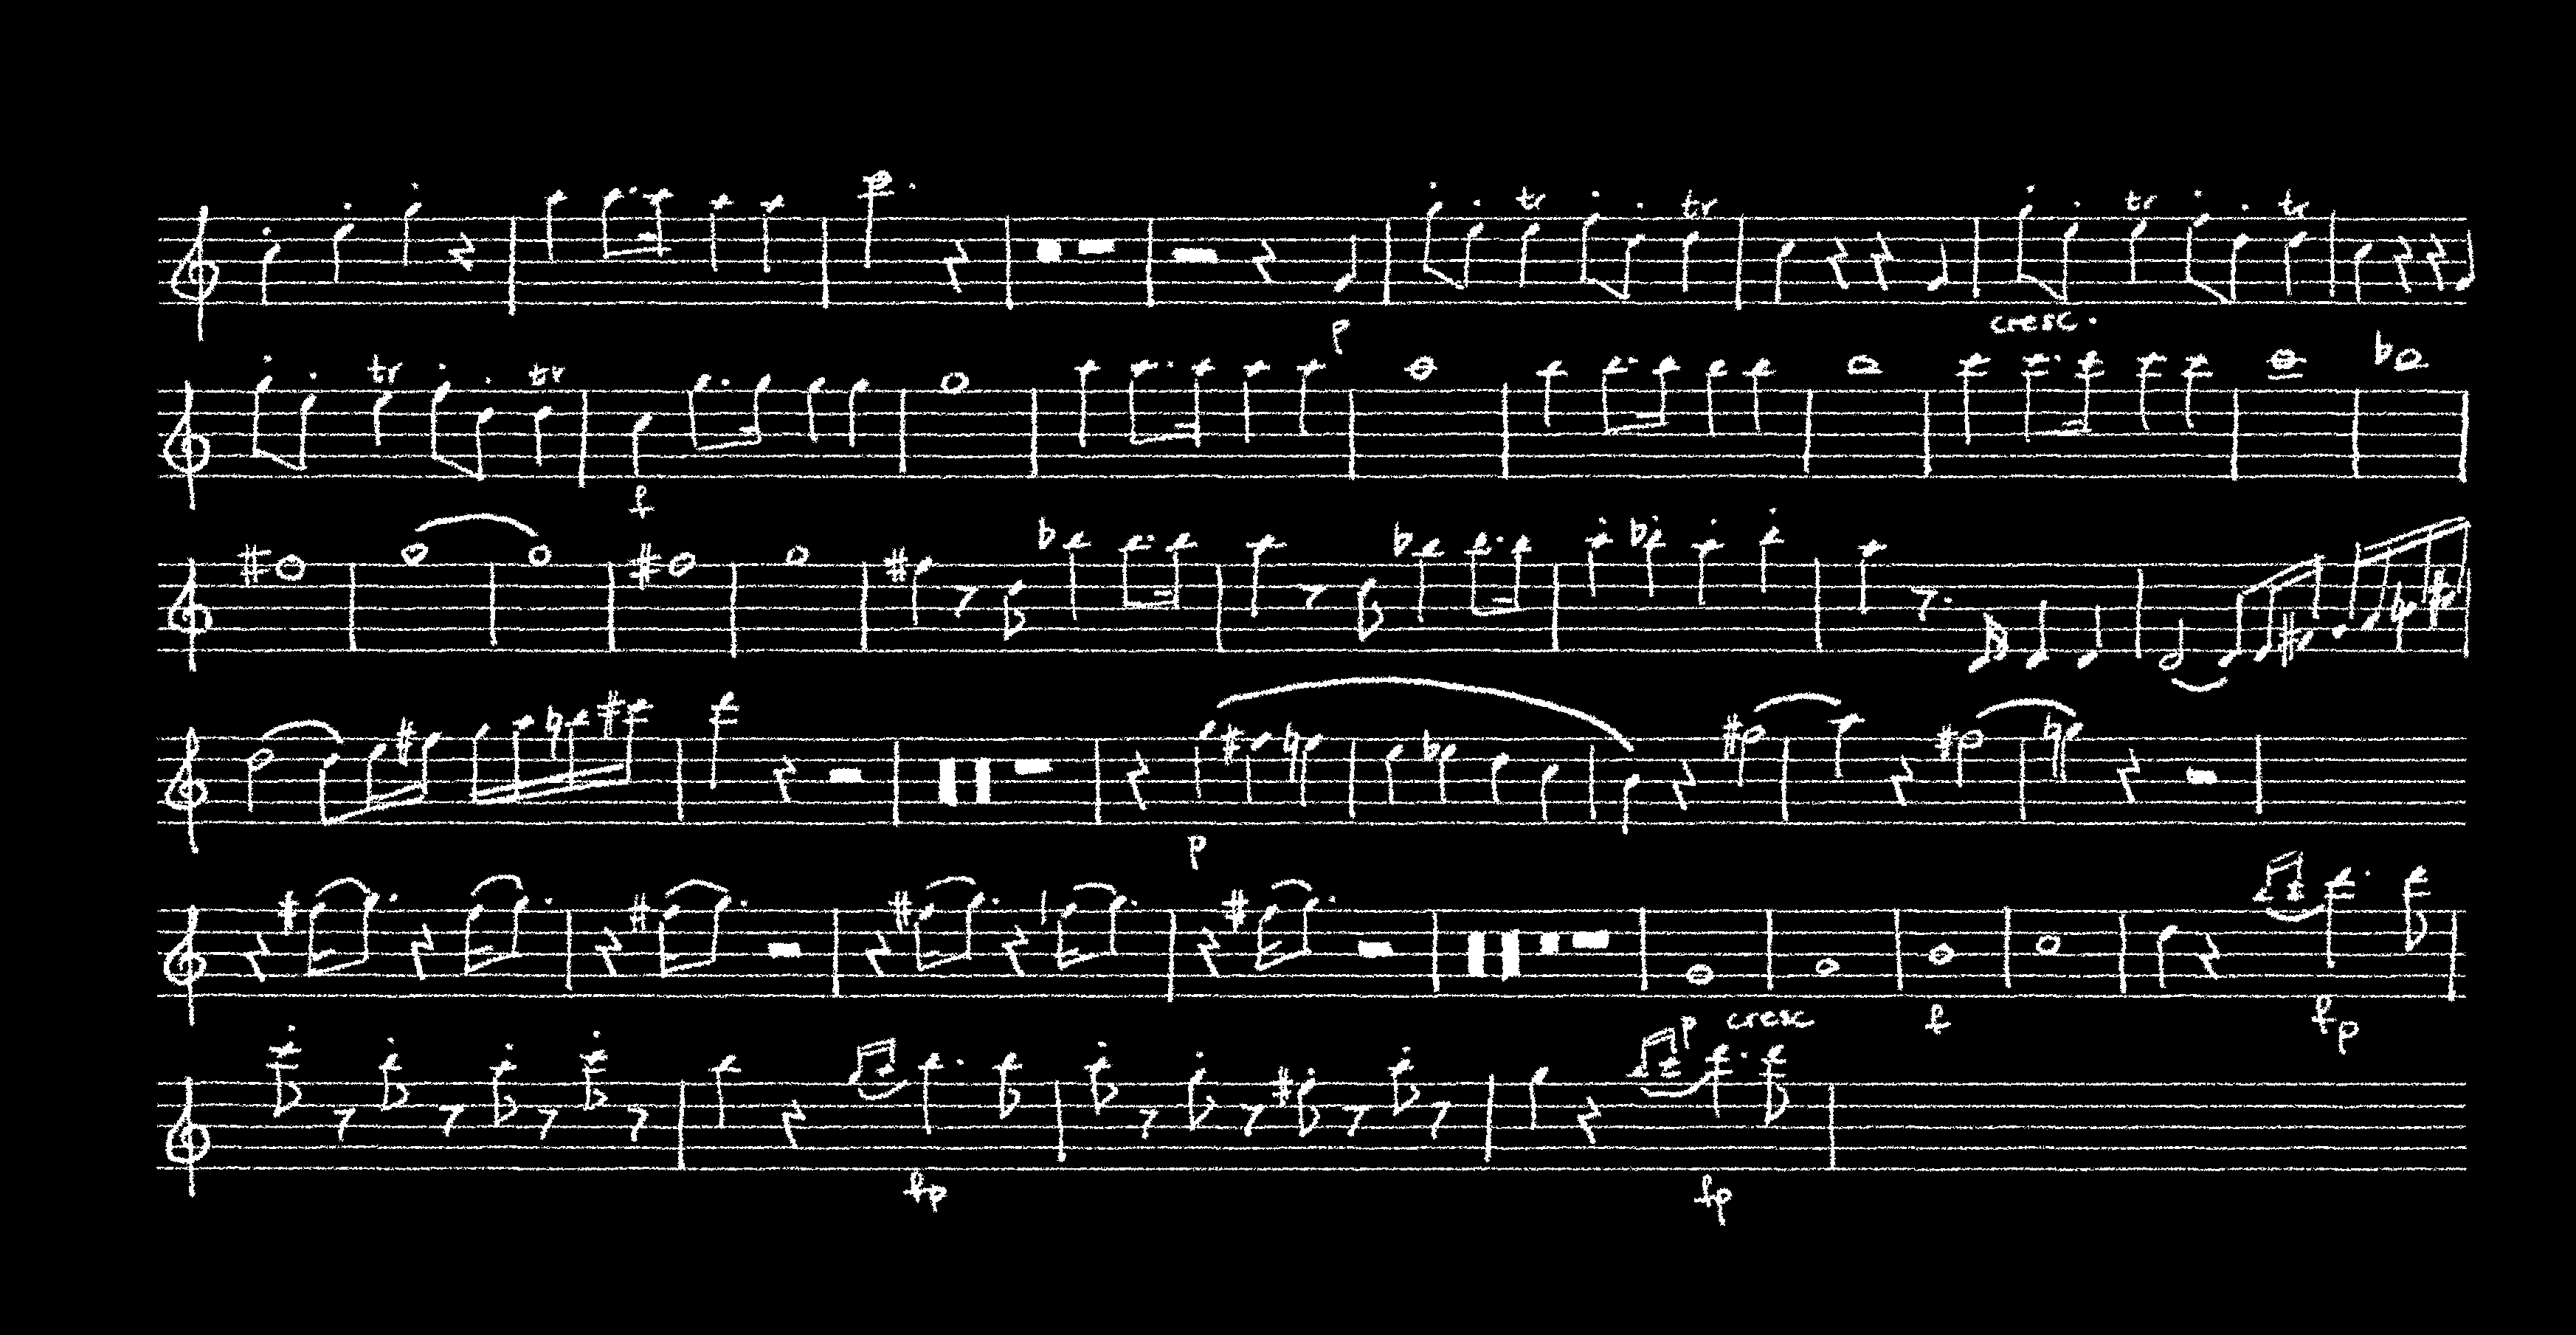 tr tr tr tr
p cresc.
tr tr
f
p
p cresc f fp
fp fp